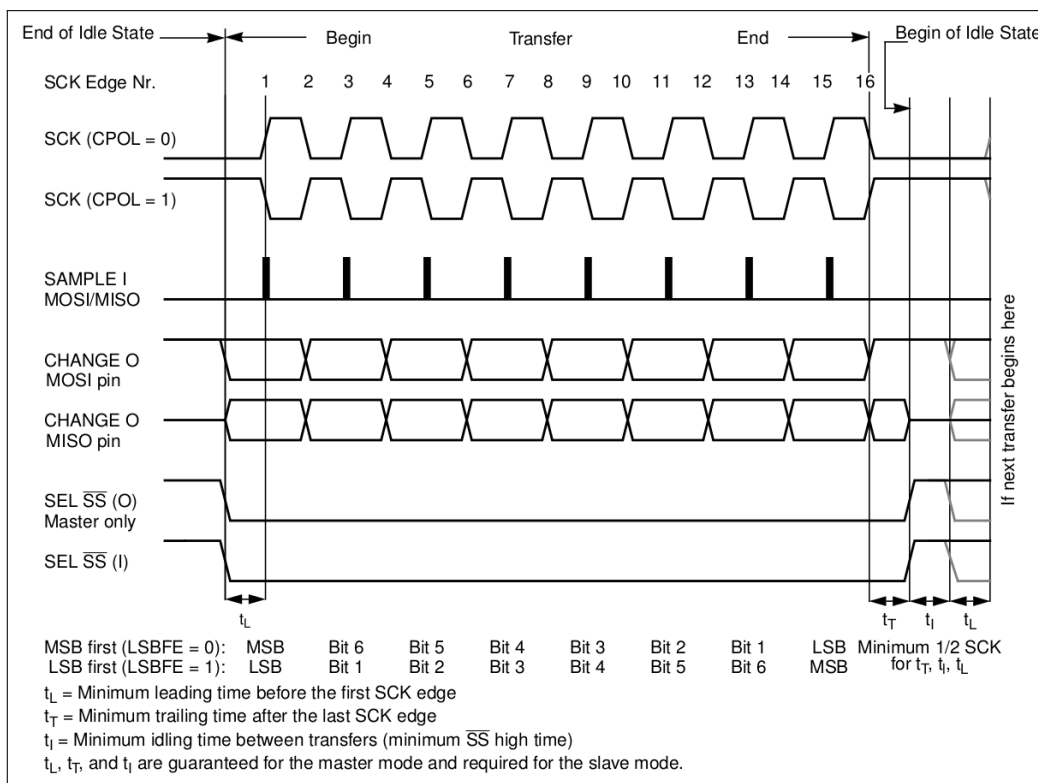 End of Idle State
Begin Transfer End
Begin of Idle State
SCK Edge Nr. 1 2 3 4 5 6 7 8 9 10 11 12 13 14 15 16
SCK (CPOL = 0)
SCK (CPOL = 1)
SAMPLE I
MOSI/MISO
CHANGE O
MOSI pin
CHANGE O
MISO pin
SEL SS (O)
Master only
SEL SS (I)
If next transfer begins here
tL tT tI tL
MSB first (LSBFE = 0): MSB Bit 6 Bit 5 Bit 4 Bit 3 Bit 2 Bit 1 LSB Minimum 1/2 SCK
LSB first (LSBFE = 1): LSB Bit 1 Bit 2 Bit 3 Bit 4 Bit 5 Bit 6 MSB for tT, tl, tL
tL = Minimum leading time before the first SCK edge
tT = Minimum trailing time after the last SCK edge
tI = Minimum idling time between transfers (minimum SS high time)
tL, tT, and tI are guaranteed for the master mode and required for the slave mode.